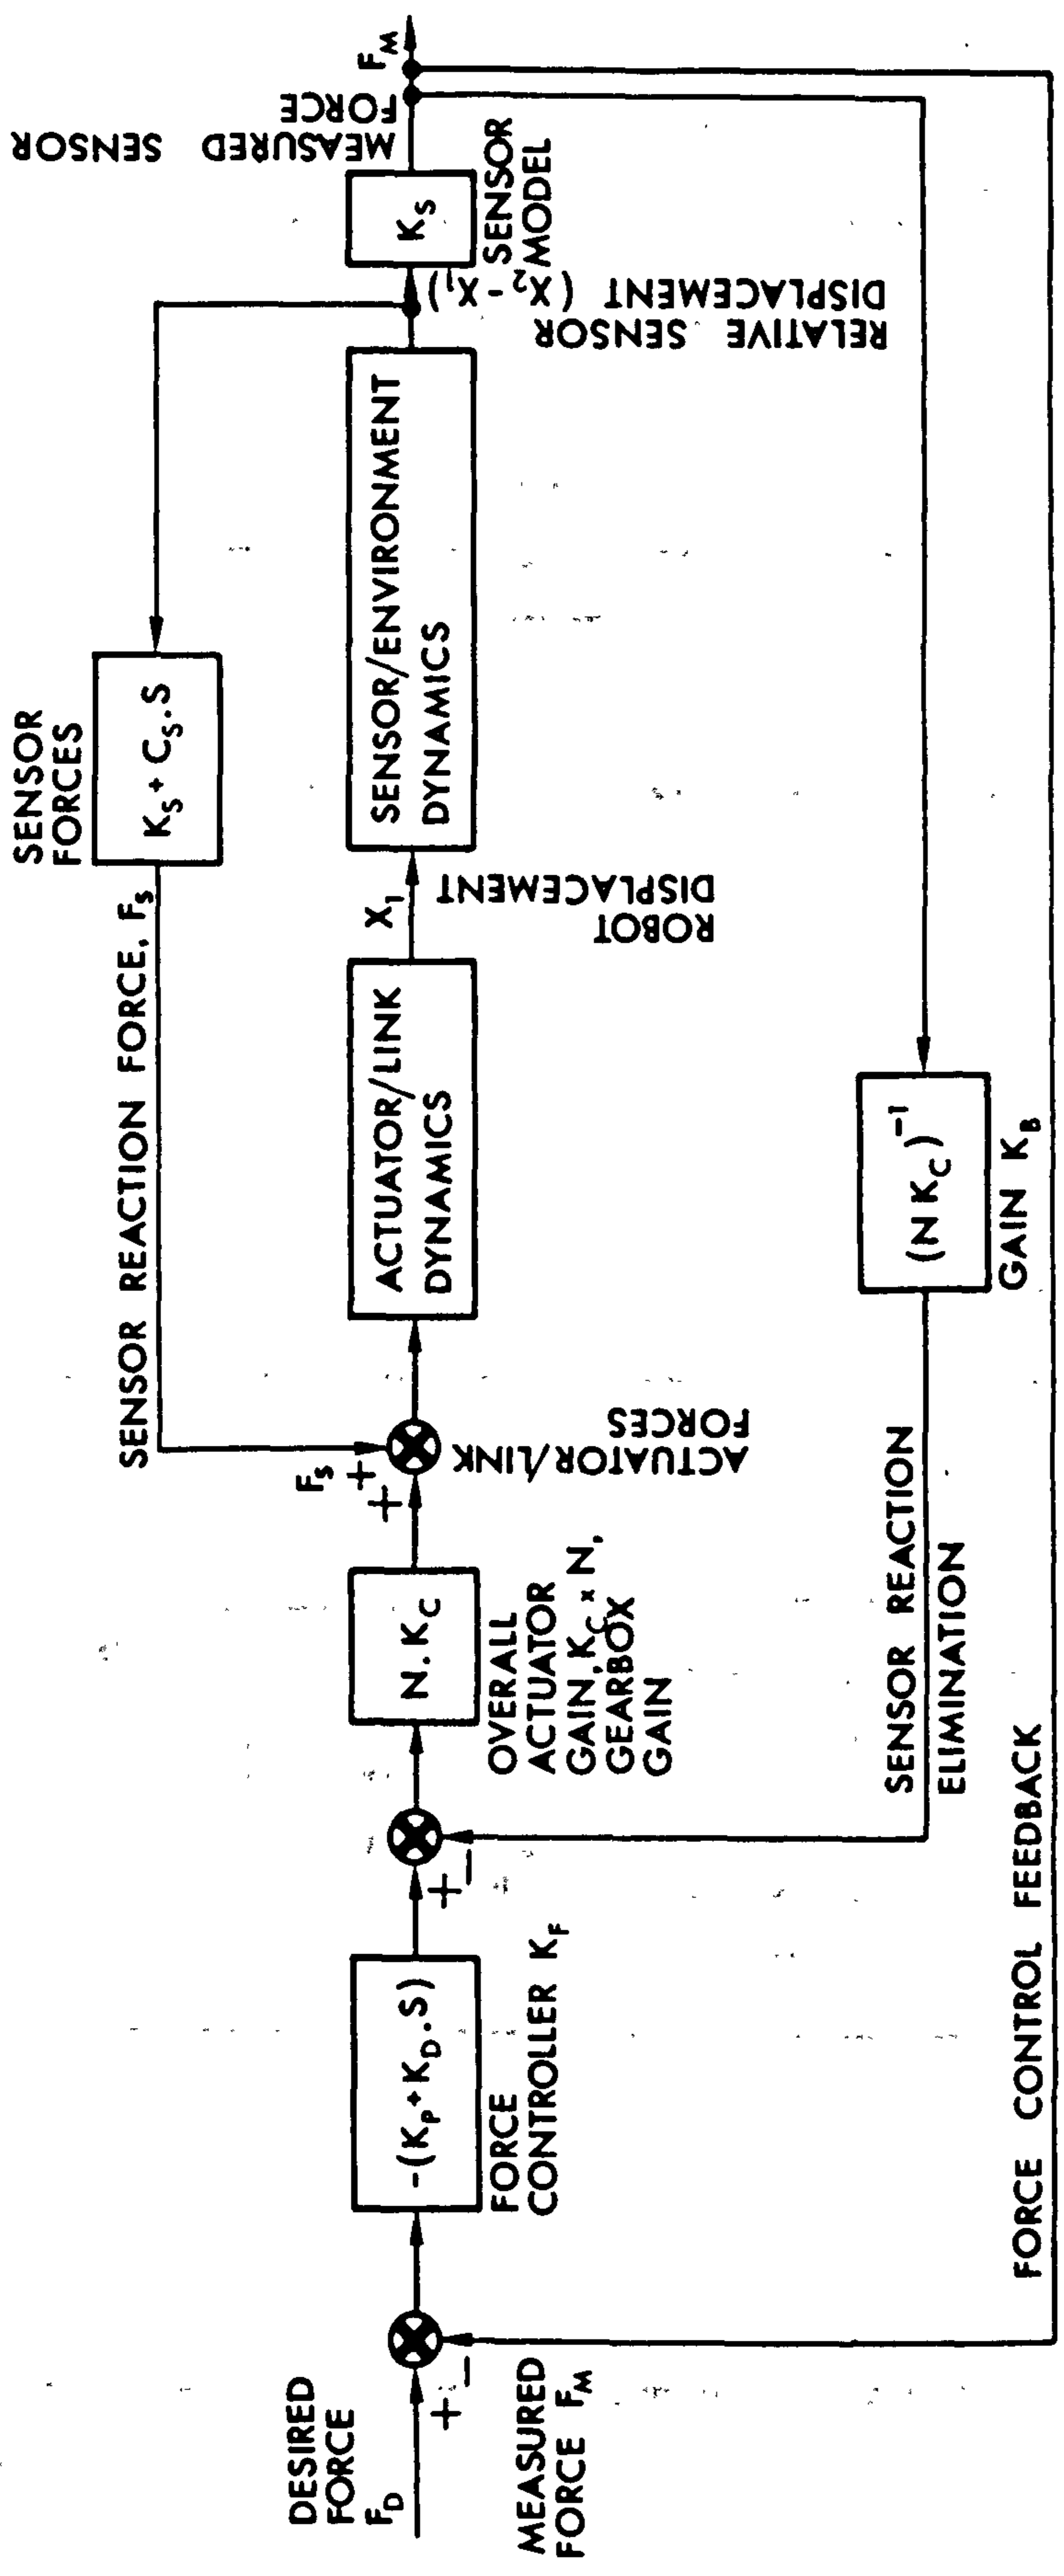 DESIRED
FORCE
F_D
MEASURED
FORCE F_M
+
−
-(K_P+K_D.S)
FORCE
CONTROLLER K_F
+
−
N.K_C
OVERALL
ACTUATOR
GAIN,K_C × N,
GEARBOX
GAIN
F_S
+
+
ACTUATOR/LINK
FORCES
SENSOR REACTION FORCE, F_S
ACTUATOR/LINK
DYNAMICS
X_1
ROBOT
DISPLACEMENT
SENSOR
FORCES
K_S+C_S.S
SENSOR/ENVIRONMENT
DYNAMICS
RELATIVE SENSOR
DISPLACEMENT (X_2-X_1)
K_S
SENSOR
MODEL
MEASURED SENSOR
FORCE
F_M
(N K_C)^-1
GAIN K_B
SENSOR REACTION
ELIMINATION
FORCE CONTROL FEEDBACK